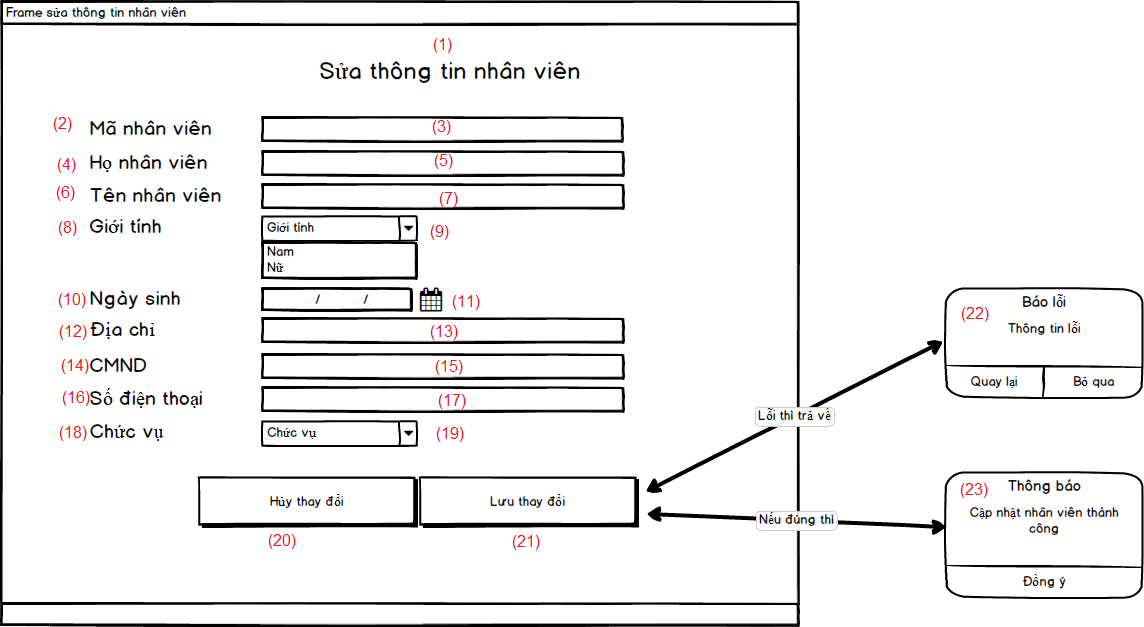 Frame sửa thông tin nhân viên
(1)
Sửa thông tin nhân viên
(2) Mã nhân viên (3)
(4) Họ nhân viên (5)
(6) Tên nhân viên (7)
(8) Giới tính Giới tính (9)
Nam
Nữ
(10) Ngày sinh / / (11)
(12) Địa chỉ (13)
(14) CMND (15)
(16) Số điện thoại (17)
(18) Chức vụ Chức vụ (19)
Hủy thay đổi Lưu thay đổi
(20) (21)
Lỗi thì trả về
Nếu đúng thì
(22) Báo lỗi
Thông tin lỗi
Quay lại Bỏ qua
(23) Thông báo
Cập nhật nhân viên thành
công
Đồng ý